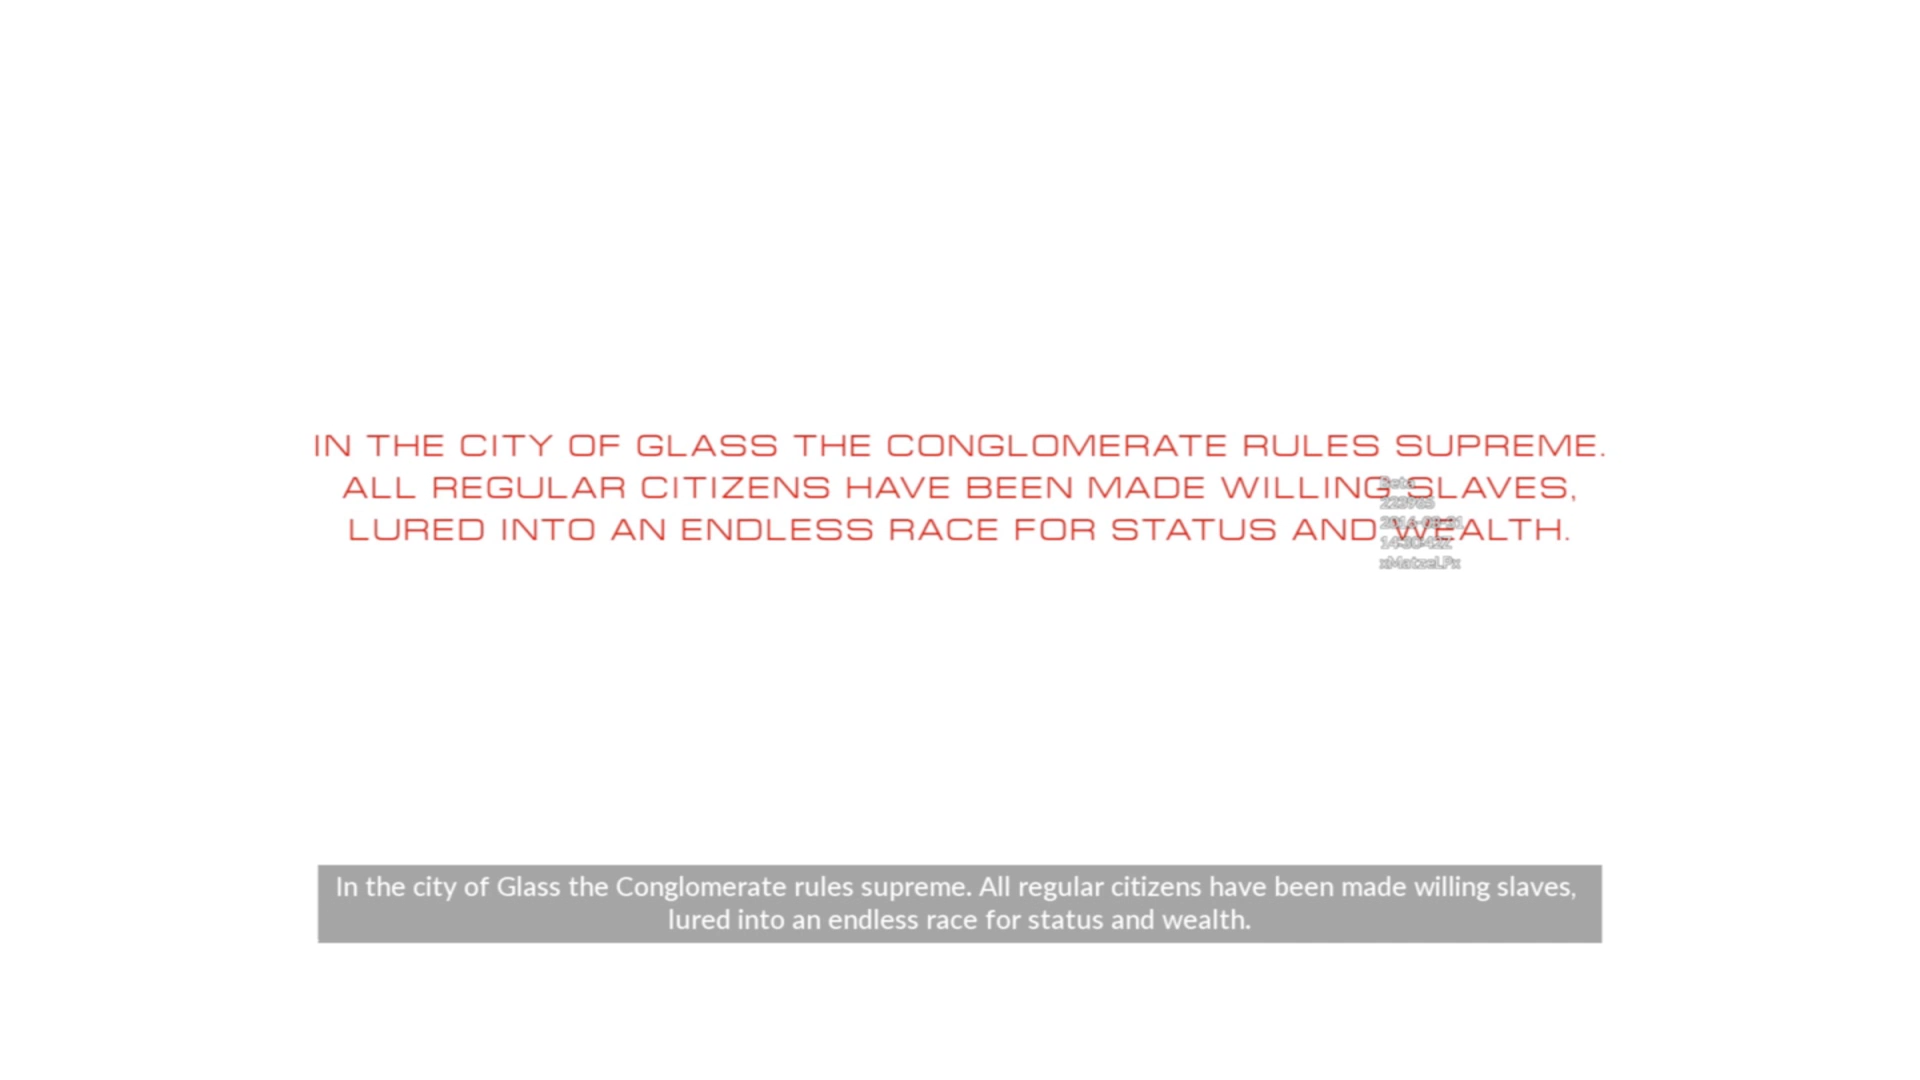 IN THE CITY OF GLASS THE CONGLOMERATE RULES SUPREME.
ALL REGULAR CITIZENS HAVE BEEN MADE WILLING SLAVES,
LURED INTO AN ENDLESS RACE FOR STATUS AND WEALTH.
Beta
xMatzeLPx
In the city of Glass the Conglomerate rules supreme. All regular citizens have been made willing slaves,
lured into an endless race for status and wealth.